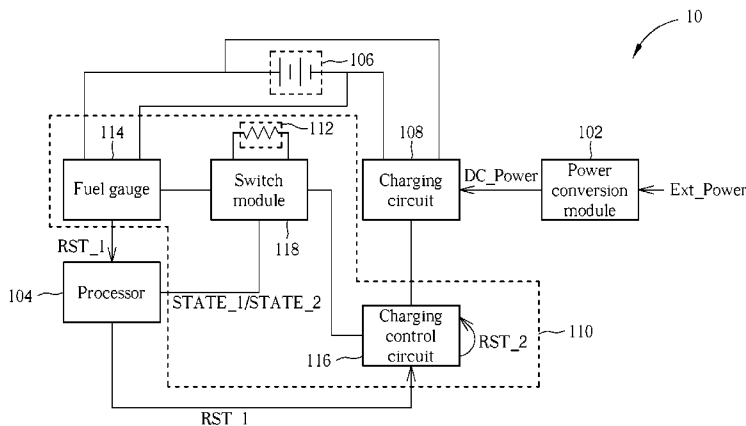 10
106
112
114
108
102
Fuel gauge
Switch
module
Charging
circuit
DC_Power
Power
conversion
module
Ext_Power
118
RST_1
104
Processor
STATE_1/STATE_2
Charging
control
circuit
116
RST_2
110
RST_1